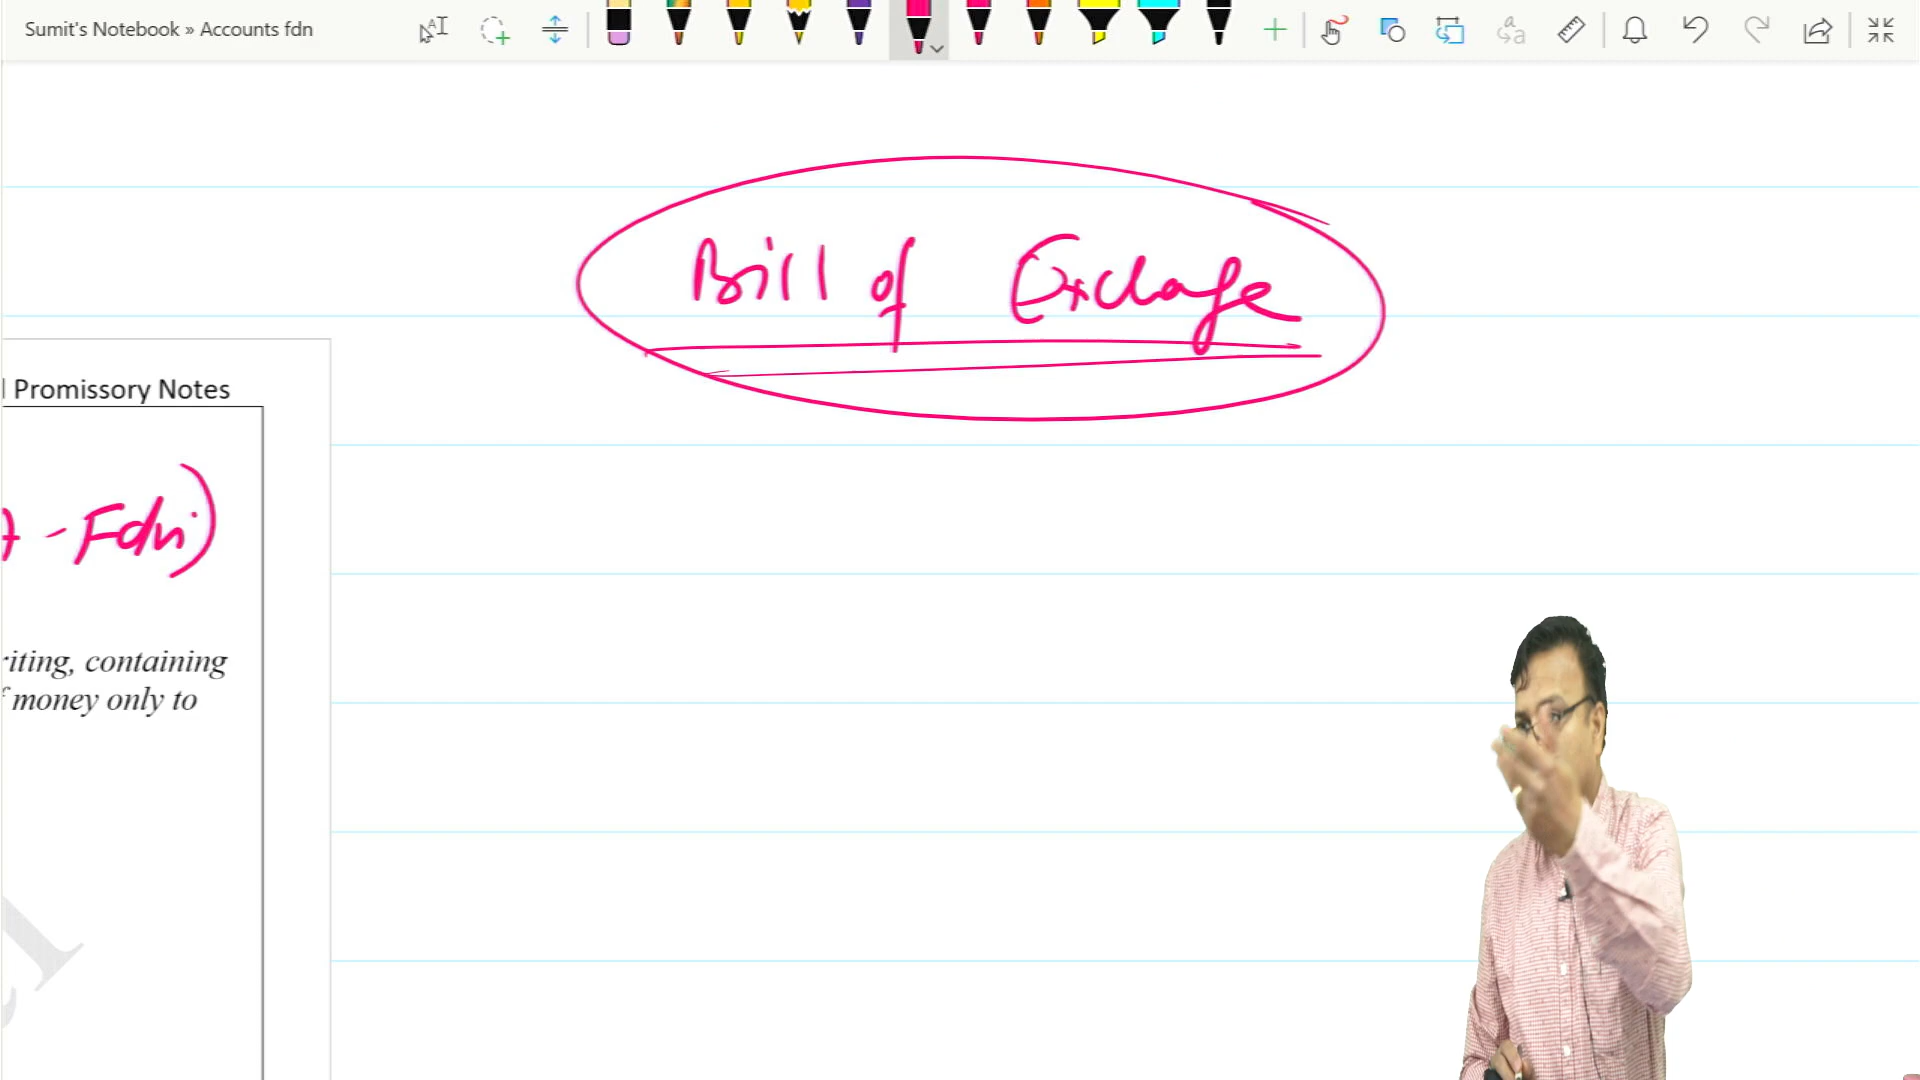 Sumit's Notebook » Accounts fdn
Bill of Exchange
Promissory Notes
- Fdn)
riting, containing
money only to